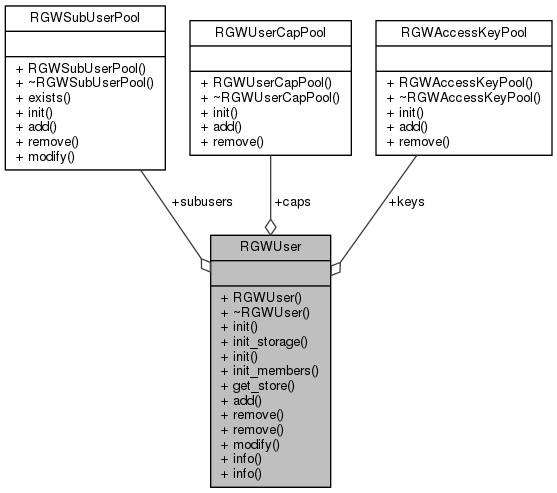 RGWSubUserPool
+ RGWSubUserPool()
+ ~RGWSubUserPool()
+ exists()
+ init()
+ add()
+ remove()
+ modify()
RGWUserCapPool
+ RGWUserCapPool()
+ ~RGWUserCapPool()
+ init()
+ add()
+ remove()
RGWAccessKeyPool
+ RGWAccessKeyPool()
+ ~RGWAccessKeyPool()
+ init()
+ add()
+ remove()
+subusers
+caps
+keys
RGWUser
+ RGWUser()
+ ~RGWUser()
+ init()
+ init_storage()
+ init()
+ init_members()
+ get_store()
+ add()
+ remove()
+ remove()
+ modify()
+ info()
+ info()